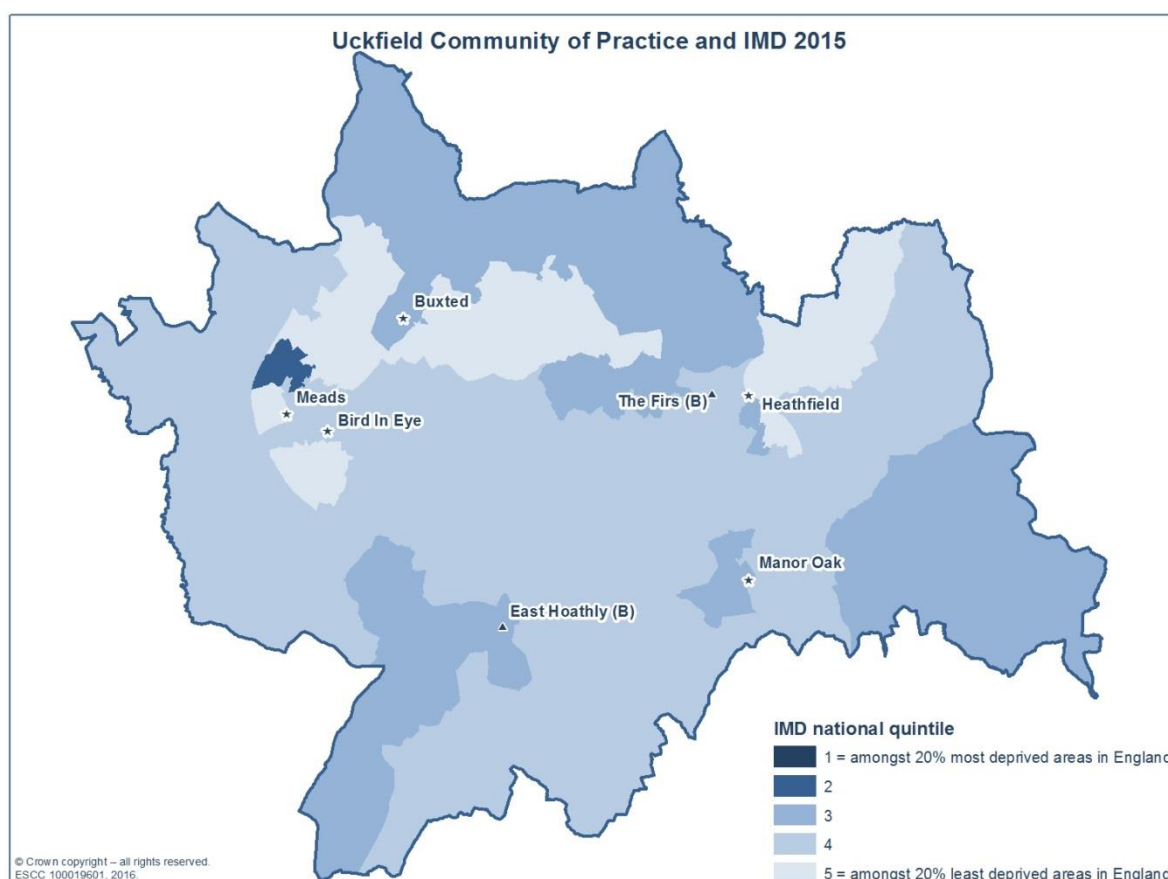 Uckfield Community of Practice and IMD 2015
Buxted
Meads
Bird In Eye
The Firs (B)
Heathfield
Manor Oak
East Hoathly (B)
IMD national quintile
1 = amongst 20% most deprived areas in England
2
3
4
5 = amongst 20% least deprived areas in England
© Crown copyright – all rights reserved.
ESCC 100019601, 2016.